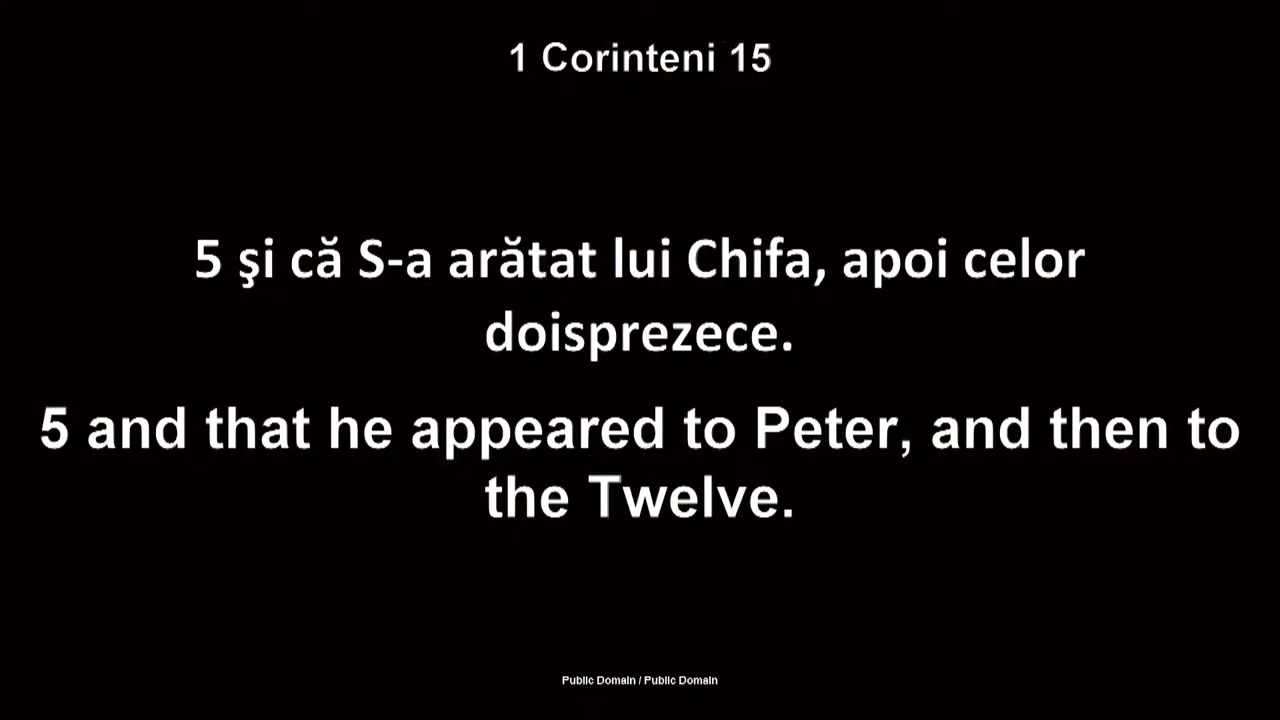 1 Corinteni 15
5 şi că S-a arătat lui Chifa, apoi celor
doisprezece.
5 and that he appeared to Peter, and then to
the Twelve.
Public Domain / Public Domain